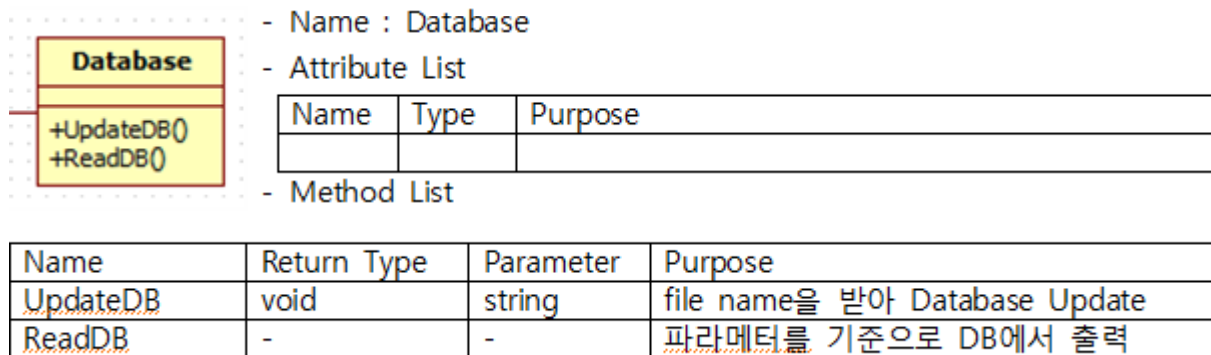 - Name : Database
Database
- Attribute List
Name Type Purpose
+UpdateDB()
+ReadDB()
- Method List
Name Return Type Parameter Purpose
UpdateDB void string file name을 받아 Database Update
ReadDB - - 파라메터를 기준으로 DB에서 출력